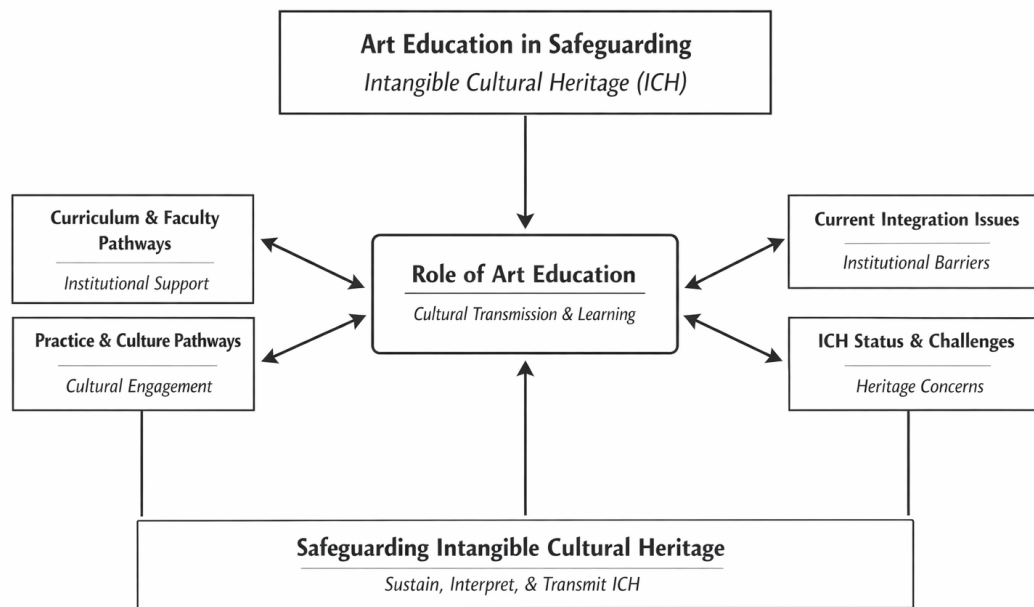 Art Education in Safeguarding
Intangible Cultural Heritage (ICH)
Curriculum & Faculty
Pathways
Institutional Support
Practice & Culture Pathways
Cultural Engagement
Role of Art Education
Cultural Transmission & Learning
Current Integration Issues
Institutional Barriers
ICH Status & Challenges
Heritage Concerns
Safeguarding Intangible Cultural Heritage
Sustain, Interpret, & Transmit ICH